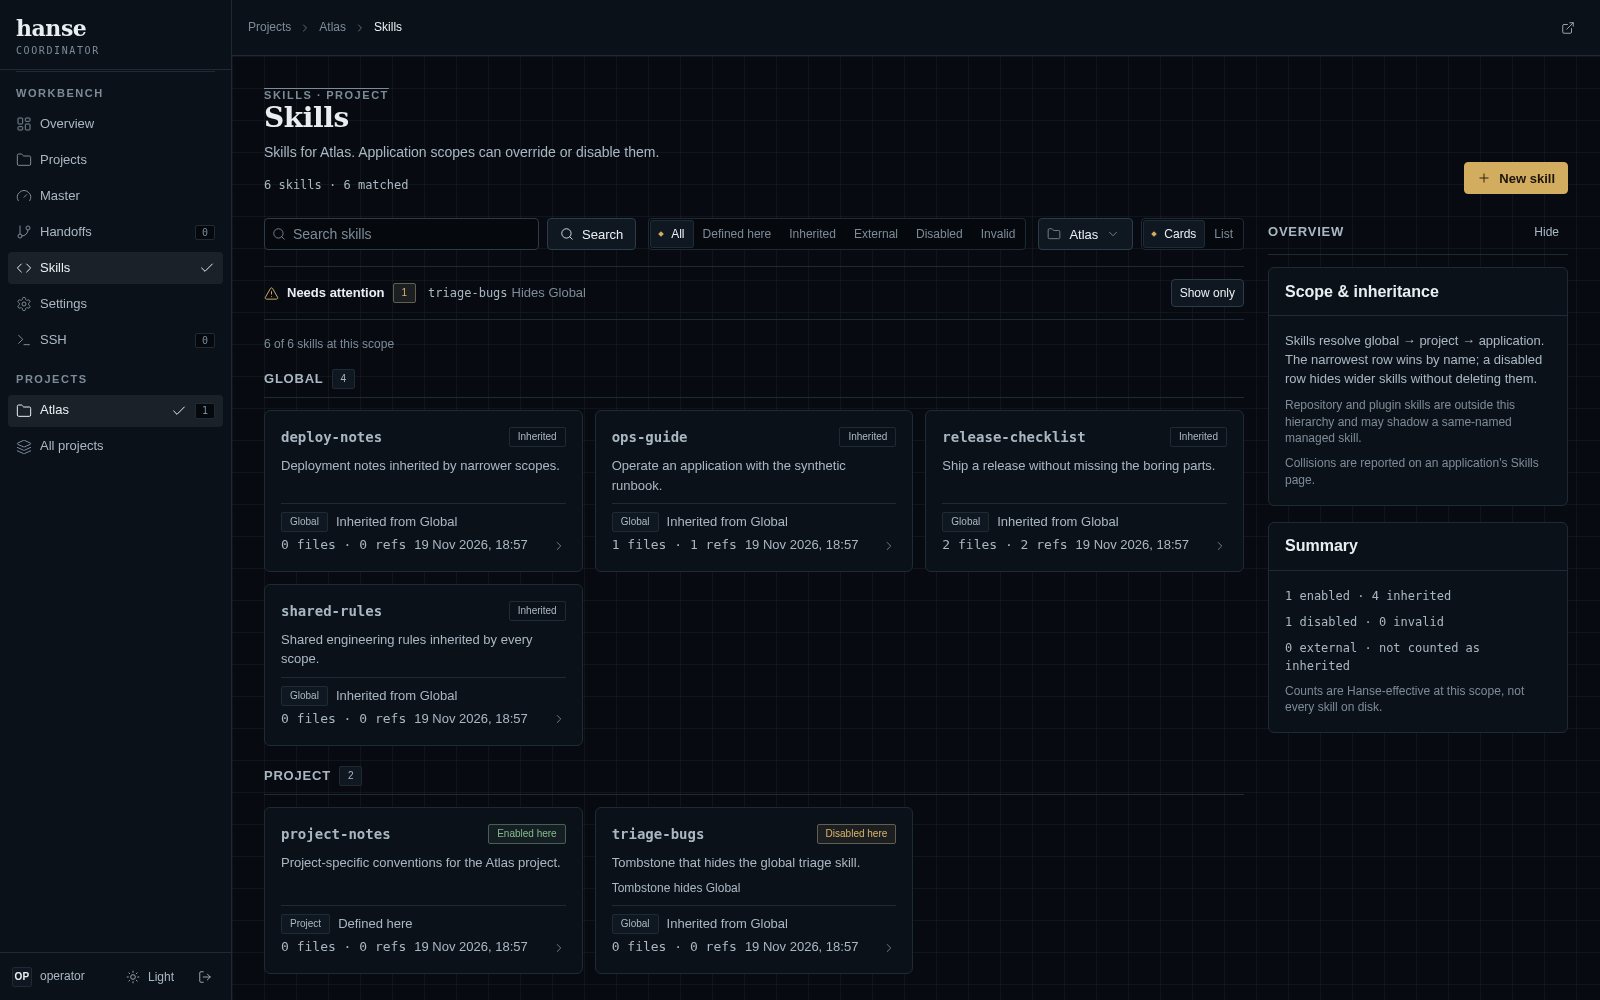 hanse
COORDINATOR
WORKBENCH
Overview
Projects
Master
Handoffs 0
Skills
Settings
SSH 0
PROJECTS
Atlas 1
All projects
OP operator Light
Projects Atlas Skills
SKILLS · PROJECT
Skills
Skills for Atlas. Application scopes can override or disable them.
6 skills · 6 matched
New skill
Search skills Search All Defined here Inherited External Disabled Invalid Atlas Cards List
Needs attention 1 triage-bugs Hides Global Show only
6 of 6 skills at this scope
GLOBAL 4
deploy-notes Inherited
Deployment notes inherited by narrower scopes.
Global Inherited from Global
0 files · 0 refs 19 Nov 2026, 18:57
ops-guide Inherited
Operate an application with the synthetic
runbook.
Global Inherited from Global
1 files · 1 refs 19 Nov 2026, 18:57
release-checklist Inherited
Ship a release without missing the boring parts.
Global Inherited from Global
2 files · 2 refs 19 Nov 2026, 18:57
shared-rules Inherited
Shared engineering rules inherited by every
scope.
Global Inherited from Global
0 files · 0 refs 19 Nov 2026, 18:57
PROJECT 2
project-notes Enabled here
Project-specific conventions for the Atlas project.
Project Defined here
0 files · 0 refs 19 Nov 2026, 18:57
triage-bugs Disabled here
Tombstone that hides the global triage skill.
Tombstone hides Global
Global Inherited from Global
0 files · 0 refs 19 Nov 2026, 18:57
OVERVIEW Hide
Scope & inheritance
Skills resolve global → project → application.
The narrowest row wins by name; a disabled
row hides wider skills without deleting them.
Repository and plugin skills are outside this
hierarchy and may shadow a same-named
managed skill.
Collisions are reported on an application's Skills
page.
Summary
1 enabled · 4 inherited
1 disabled · 0 invalid
0 external · not counted as
inherited
Counts are Hanse-effective at this scope, not
every skill on disk.